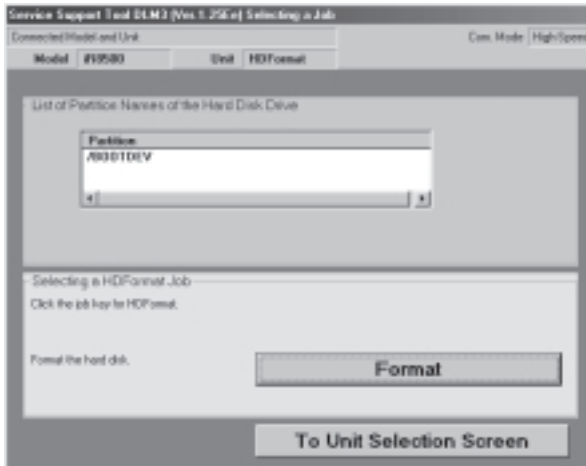 Service Support Tool DLM3 (Ver.1.25En) Selecting a Job
Connected Model and Unit
Com. Mode High Speed
Model iR8500 Unit HDFormat
List of Partition Names of the Hard Disk Drive
Partition
/BOOTDEV
Selecting a HDFormat Job
Click the job key for HDFormat.
Format the hard disk.
Format
To Unit Selection Screen